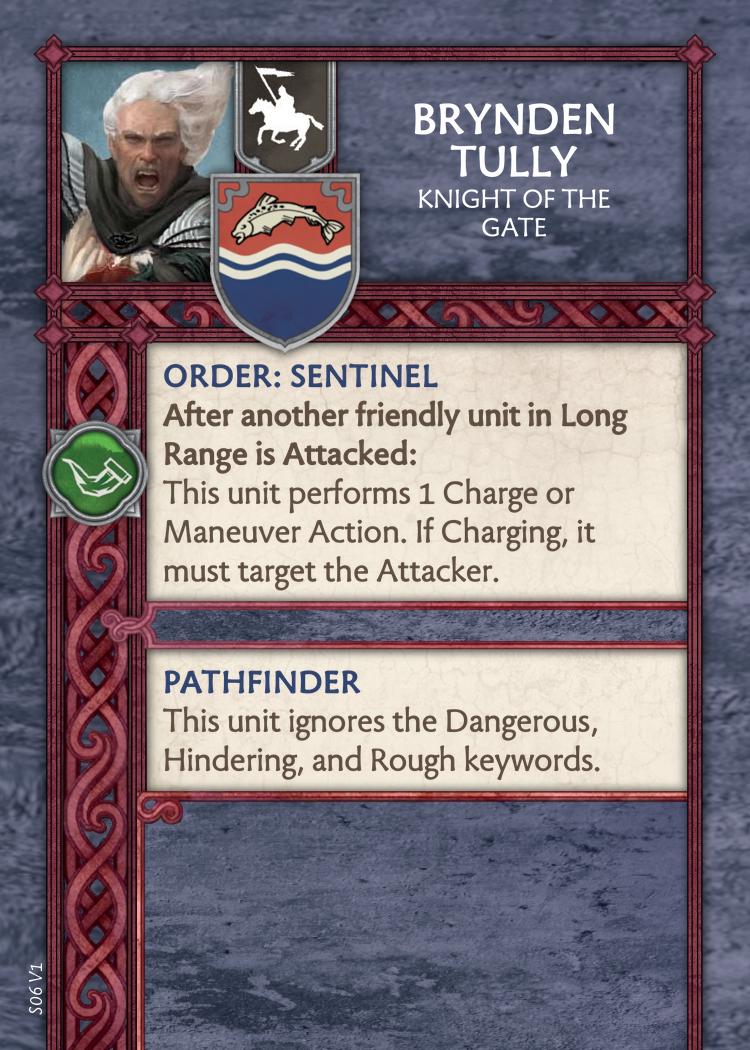 BRYNDEN
TULLY
KNIGHT OF THE
GATE
ORDER: SENTINEL
After another friendly unit in Long
Range is Attacked:
This unit performs 1 Charge or
Maneuver Action. If Charging, it
must target the Attacker.
PATHFINDER
This unit ignores the Dangerous,
Hindering, and Rough keywords.
S06 V1